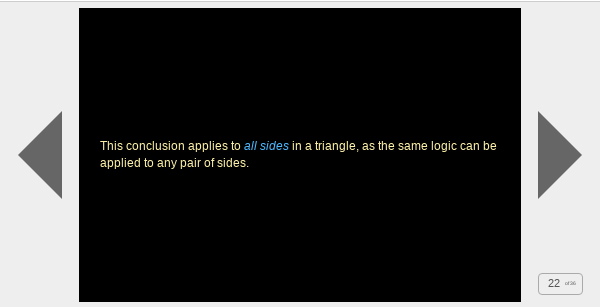 This conclusion applies to all sides in a triangle, as the same logic can be
applied to any pair of sides.
22 of 36